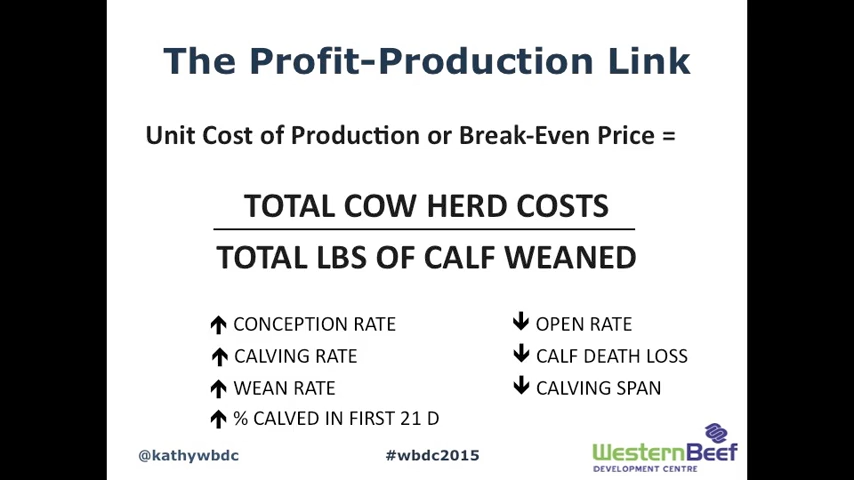 The Profit-Production Link
Unit Cost of Production or Break-Even Price =
TOTAL COW HERD COSTS
TOTAL LBS OF CALF WEANED
↑ CONCEPTION RATE
↑ CALVING RATE
↑ WEAN RATE
↑ % CALVED IN FIRST 21 D
↓ OPEN RATE
↓ CALF DEATH LOSS
↓ CALVING SPAN
@kathywbdc
#wbdc2015
WesternBeef
DEVELOPMENT CENTRE